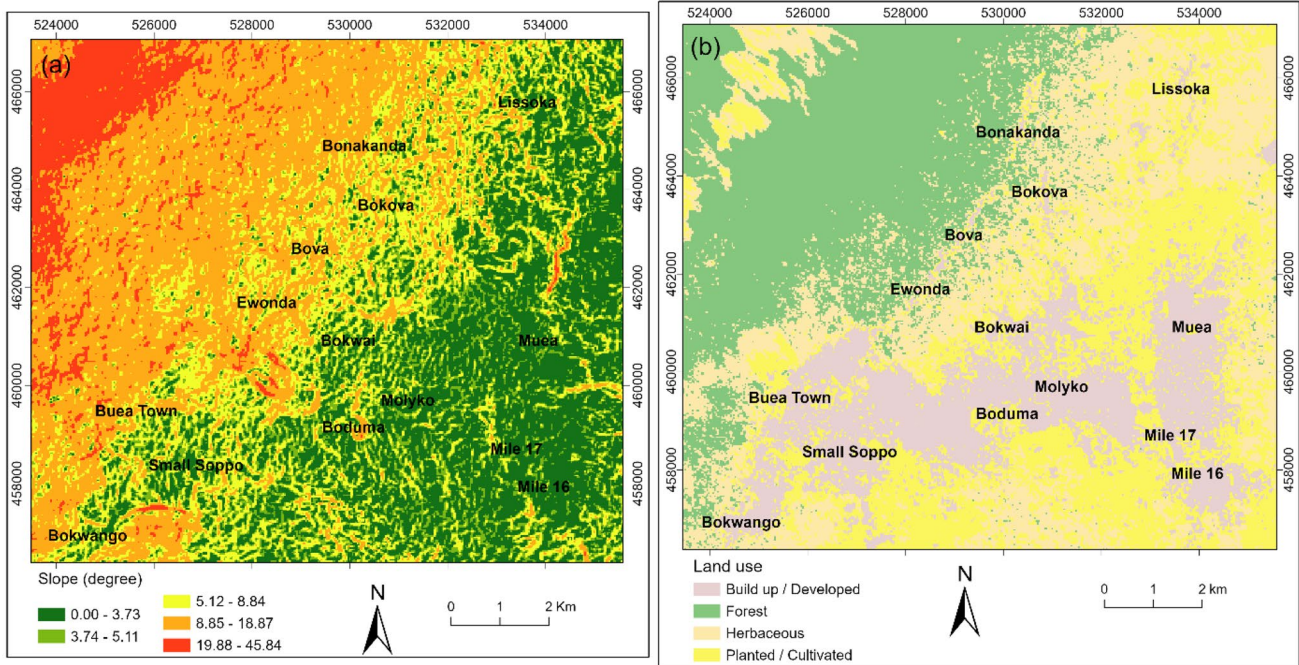 524000 526000 528000 530000 532000 534000
(a)
466000
464000
462000
460000
458000
Lissoka
Bonakanda
Bokova
Bova
Ewonda
Bokwai
Muea
Buea Town
Molyko
Boduma
Mile 17
Small Soppo
Mile 16
Bokwango
Slope (degree)
0.00 - 3.73
3.74 - 5.11
5.12 - 8.84
8.85 - 18.87
19.88 - 45.84
N
0 1 2 Km
524000 526000 528000 530000 532000 534000
(b)
466000
464000
462000
460000
458000
466000
464000
462000
460000
458000
Lissoka
Bonakanda
Bokova
Bova
Ewonda
Bokwai
Muea
Buea Town
Molyko
Boduma
Mile 17
Small Soppo
Mile 16
Bokwango
Land use
Build up / Developed
Forest
Herbaceous
Planted / Cultivated
N
0 1 2 Km